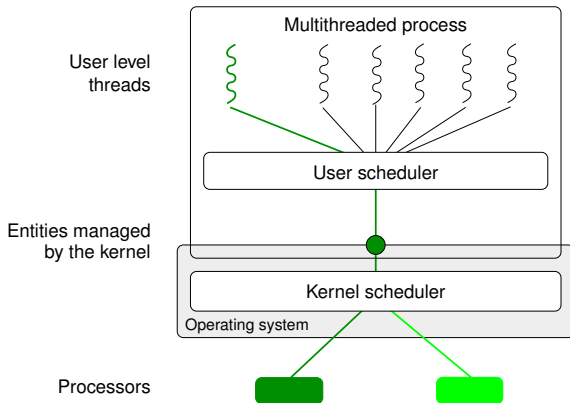 Multithreaded process
User level
threads
User scheduler
Entities managed
by the kernel
Kernel scheduler
Operating system
Processors